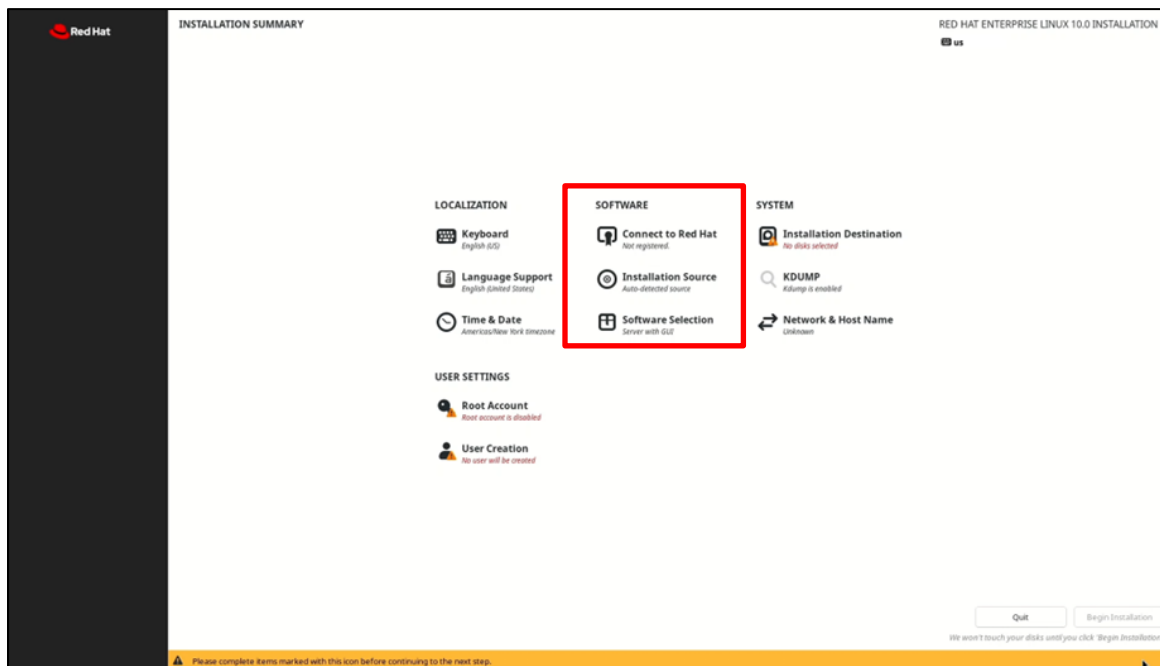 Red Hat
INSTALLATION SUMMARY
RED HAT ENTERPRISE LINUX 10.0 INSTALLATION
us
LOCALIZATION
Keyboard
English (US)
Language Support
English (United States)
Time & Date
Americas/New York timezone
SOFTWARE
Connect to Red Hat
Not registered.
Installation Source
Auto-detected source
Software Selection
Server with GUI
SYSTEM
Installation Destination
No disks selected
KDUMP
Kdump is enabled
Network & Host Name
Unknown
USER SETTINGS
Root Account
Root account is disabled
User Creation
No user will be created
Quit
Begin Installation
We won't touch your disks until you click 'Begin Installation
Please complete items marked with this icon before continuing to the next step.